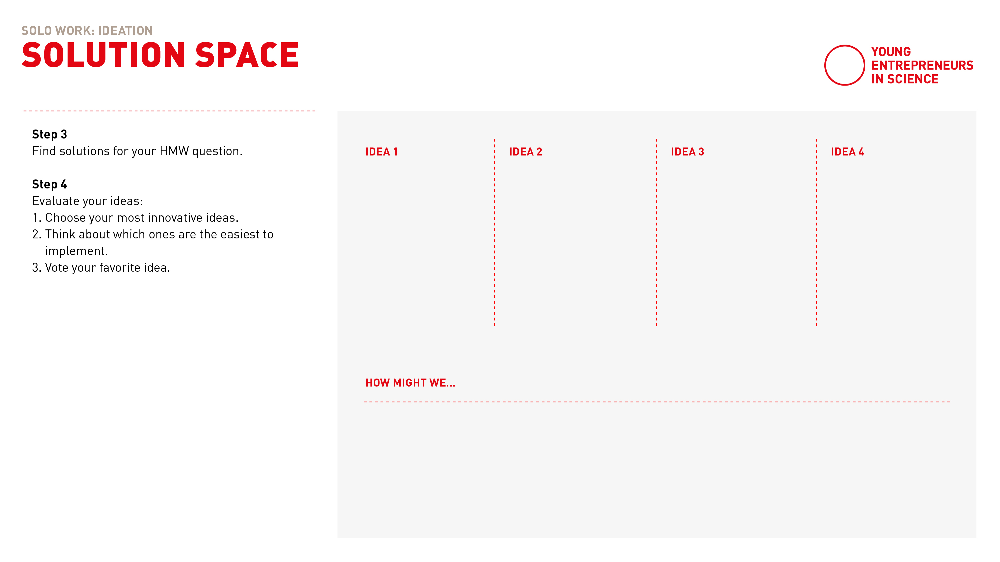 SOLO WORK: IDEATION
SOLUTION SPACE
YOUNG
ENTREPRENEURS
IN SCIENCE
Step 3
Find solutions for your HMW question.
Step 4
Evaluate your ideas:
1. Choose your most innovative ideas.
2. Think about which ones are the easiest to
implement.
3. Vote your favorite idea.
IDEA 1
IDEA 2
IDEA 3
IDEA 4
HOW MIGHT WE...